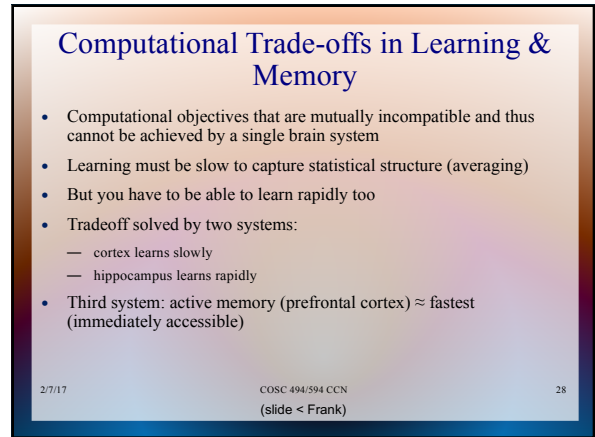 Computational Trade-offs in Learning &
Memory
• Computational objectives that are mutually incompatible and thus
cannot be achieved by a single brain system
• Learning must be slow to capture statistical structure (averaging)
• But you have to be able to learn rapidly too
• Tradeoff solved by two systems:
— cortex learns slowly
— hippocampus learns rapidly
• Third system: active memory (prefrontal cortex) ≈ fastest
(immediately accessible)
2/7/17 COSC 494/594 CCN 28
(slide < Frank)